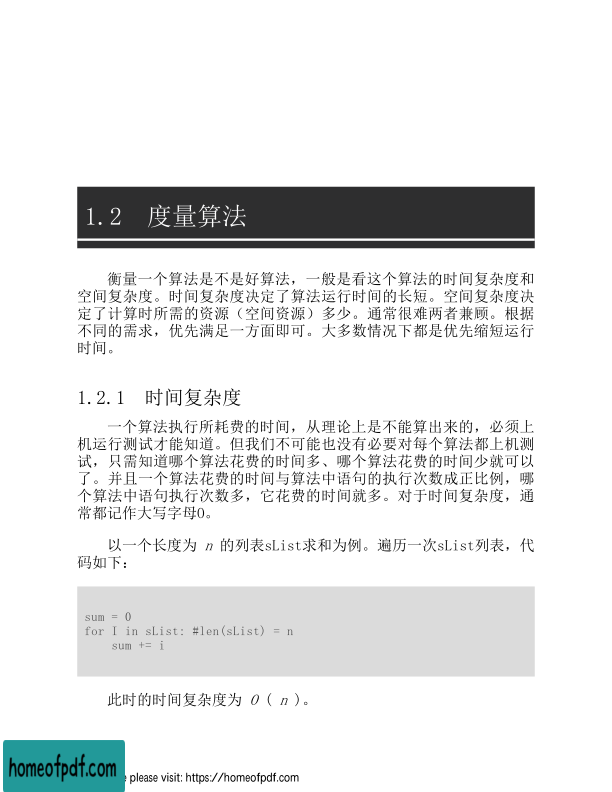 1.2　度量算法
衡量一个算法是不是好算法，一般是看这个算法的时间复杂度和
空间复杂度。时间复杂度决定了算法运行时间的长短。空间复杂度决
定了计算时所需的资源（空间资源）多少。通常很难两者兼顾。根据
不同的需求，优先满足一方面即可。大多数情况下都是优先缩短运行
时间。
1.2.1　时间复杂度
一个算法执行所耗费的时间，从理论上是不能算出来的，必须上
机运行测试才能知道。但我们不可能也没有必要对每个算法都上机测
试，只需知道哪个算法花费的时间多、哪个算法花费的时间少就可以
了。并且一个算法花费的时间与算法中语句的执行次数成正比例，哪
个算法中语句执行次数多，它花费的时间就多。对于时间复杂度，通
常都记作大写字母O。
以一个长度为 n 的列表sList求和为例。遍历一次sList列表，代
码如下：
sum = 0
for I in sList: #len(sList) = n
    sum += i
此时的时间复杂度为 O ( n )。
homeofpdf.com
e please visit: https://homeofpdf.com